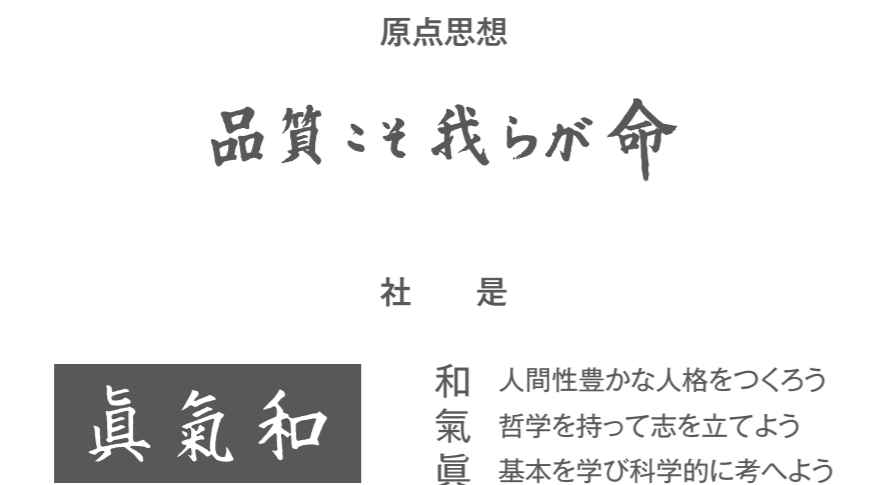 原点思想
品質こそ我らが命
社 是
眞氣和
和 人間性豊かな人格をつくろう
氣 哲学を持って志を立てよう
眞 基本を学び科学的に考へよう